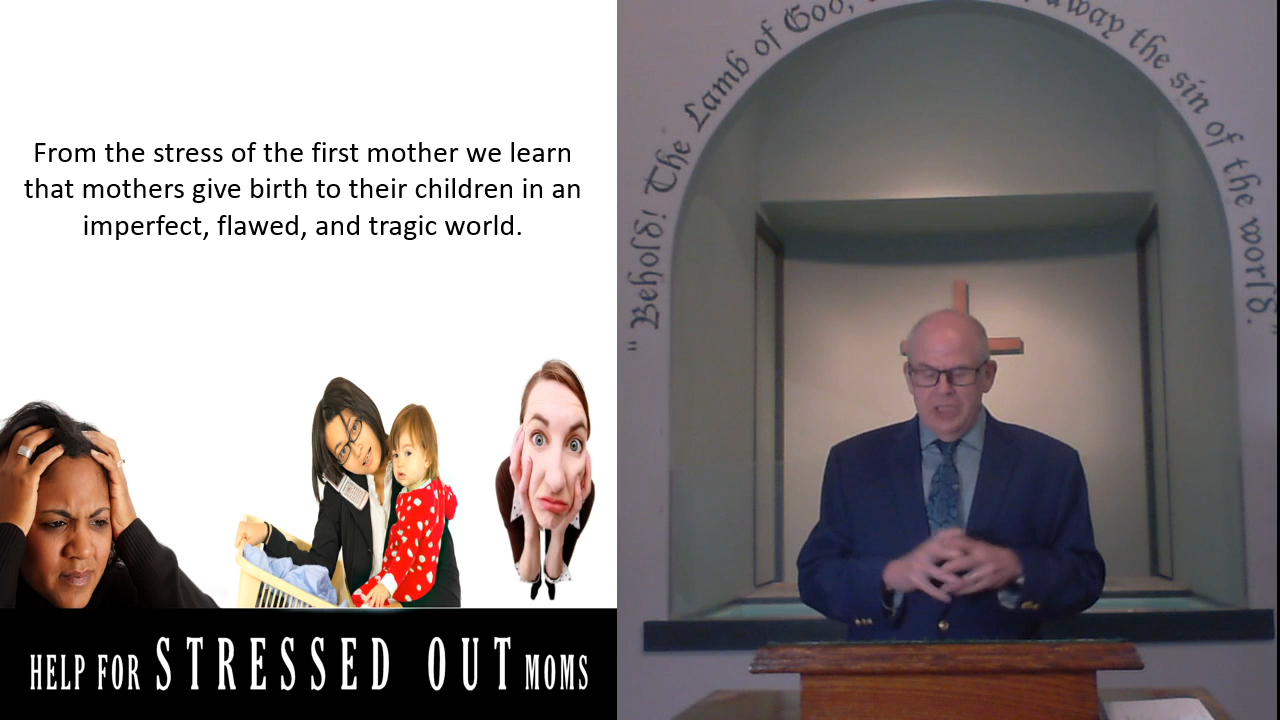 From the stress of the first mother we learn
that mothers give birth to their children in an
imperfect, flawed, and tragic world.
HELP FOR STRESSED OUT MOMS
"Behold! The Lamb of God, away the sin of the world."